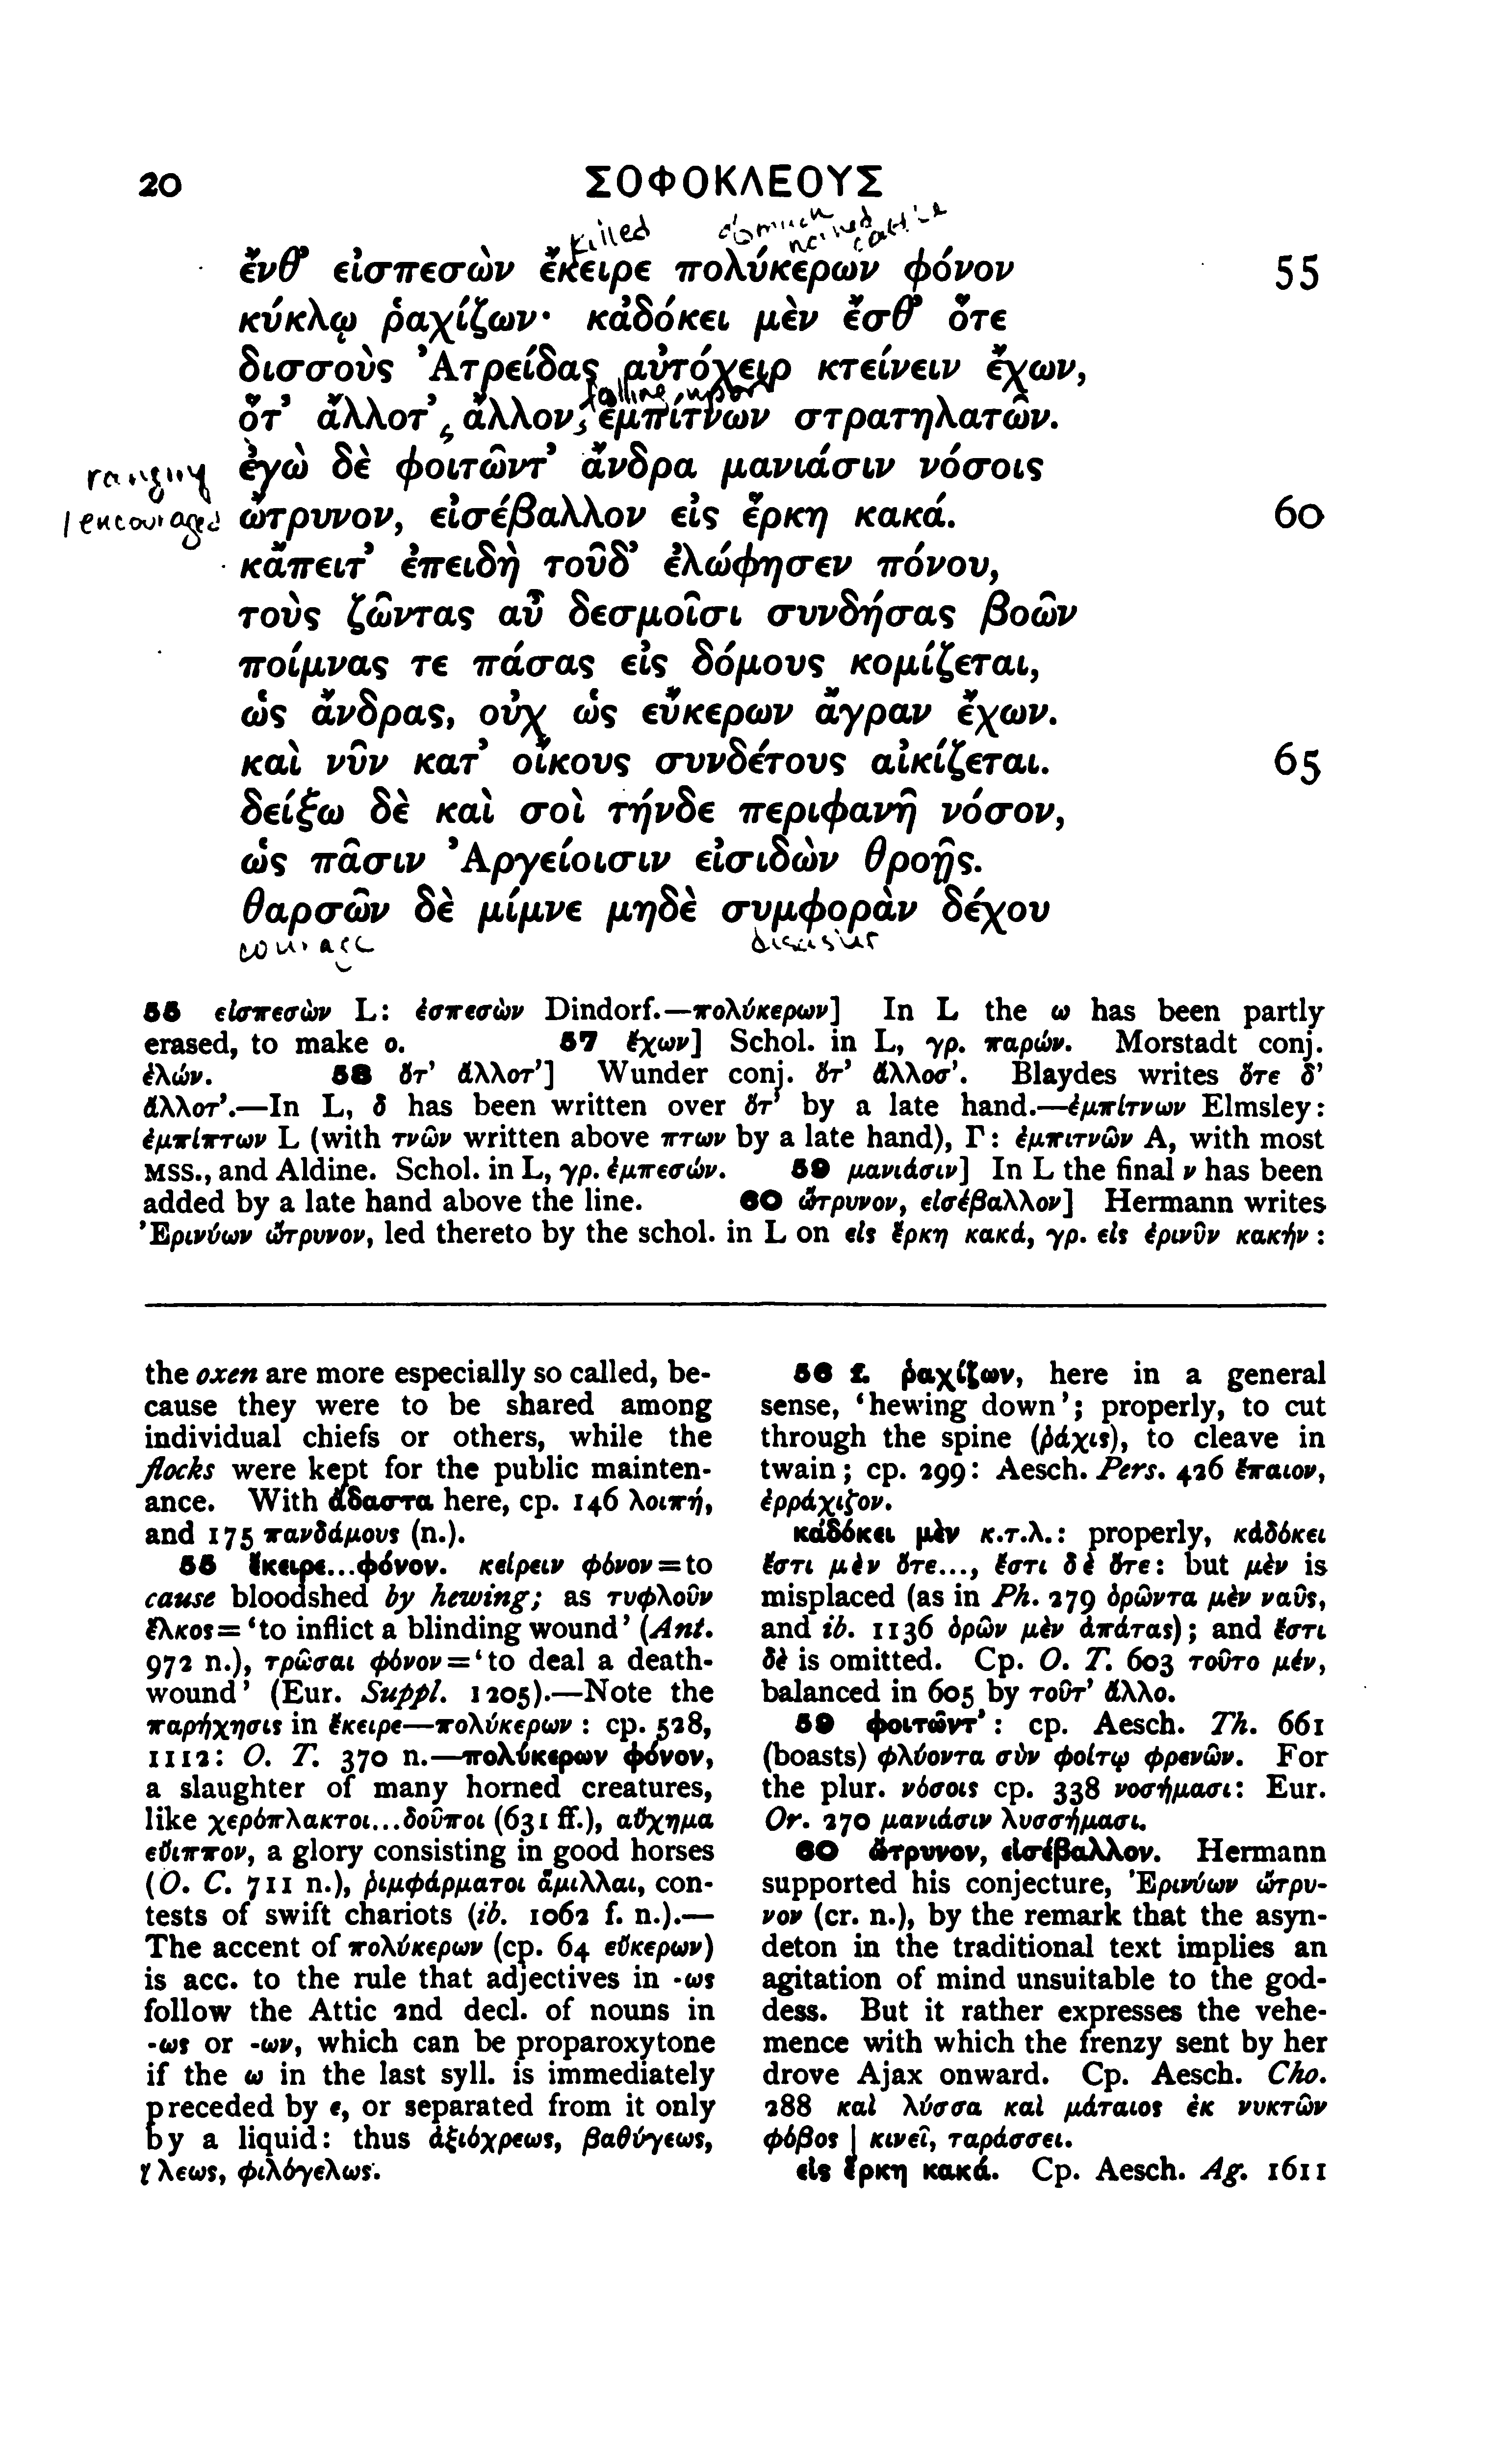 20 ΣΟΦΟΚΛΕΟΥΣ
killed
ἔνθ’ εἰσπεσὼν ἔκειρε πολύκερων φόνον 55
κύκλῳ ῥαχίζων· κἀδόκει μὲν ἔσθ’ ὅτε
δισσοὺς Ἀτρείδας αὐτόχειρ κτείνειν ἔχων,
falling upon
ὅτ’ ἄλλοτ’ ἄλλον ἐμπίτνων στρατηλατῶν.
ranging ἐγὼ δὲ φοιτῶντ’ ἄνδρα μανιάσιν νόσοις
I encouraged ὤτρυνον, εἰσέβαλλον εἰς ἕρκη κακά. 60
κἄπειτ’ ἐπειδὴ τοῦδ’ ἐλώφησεν πόνου,
τοὺς ζῶντας αὖ δεσμοῖσι συνδήσας βοῶν
ποίμνας τε πάσας εἰς δόμους κομίζεται,
ὡς ἄνδρας, οὐχ ὡς εὔκερων ἄγραν ἔχων.
καὶ νῦν κατ’ οἴκους συνδέτους αἰκίζεται. 65
δείξω δὲ καὶ σοὶ τήνδε περιφανῆ νόσον,
ὡς πᾶσιν Ἀργείοισιν εἰσιδὼν θροῇς.
θαρσῶν δὲ μίμνε μηδὲ συμφορὰν δέχου
courage
55 εἰσπεσὼν L: ἐσπεσὼν Dindorf.—πολύκερων] In L the ω has been partly
erased, to make ο. 57 ἔχων] Schol. in L, γρ. παρών. Morstadt conj.
ἑλών. 58 ὅτ’ ἄλλοτ’] Wunder conj. ὅτ’ ἄλλοσ’. Blaydes writes ὅτε δ’
ἄλλοτ’.—In L, δ has been written over ὅτ’ by a late hand.—ἐμπίτνων Elmsley:
ἐμπίπτων L (with τνῶν written above πτων by a late hand), Γ: ἐμπιτνῶν A, with most
MSS., and Aldine. Schol. in L, γρ. ἐμπεσών. 59 μανιάσιν] In L the final ν has been
added by a late hand above the line. 60 ὤτρυνον, εἰσέβαλλον] Hermann writes
Ἐρινύων ὤτρυνον, led thereto by the schol. in L on εἰς ἕρκη κακά, γρ. εἰς ἐρινῦν κακήν:
the oxen are more especially so called, be-
cause they were to be shared among
individual chiefs or others, while the
flocks were kept for the public mainten-
ance. With ἄδαστα here, cp. 146 λοιπή,
and 175 πανδάμους (n.).
55 ἔκειρε...φόνον. κείρειν φόνον=to
cause bloodshed by hewing; as τυφλοῦν
ἕλκος=‘to inflict a blinding wound’ (Ant.
972 n.), τρῶσαι φόνον=‘to deal a death-
wound’ (Eur. Suppl. 1205).—Note the
παρήχησις in ἔκειρε—πολύκερων: cp. 528,
1112: O. T. 370 n.—πολύκερων φόνον,
a slaughter of many horned creatures,
like χερόπλακτοι...δοῦποι (631 ff.), αὔχημα
εὔιππον, a glory consisting in good horses
(O. C. 711 n.), ῥιμφάρματοι ἅμιλλαι, con-
tests of swift chariots (ib. 1062 f. n.).—
The accent of πολύκερων (cp. 64 εὔκερων)
is acc. to the rule that adjectives in -ως
follow the Attic 2nd decl. of nouns in
-ως or -ων, which can be proparoxytone
if the ω in the last syll. is immediately
preceded by ε, or separated from it only
by a liquid: thus ἀξιόχρεως, βαθύγεως,
ἵλεως, φιλόγελως.
56 f. ῥαχίζων, here in a general
sense, ‘hewing down’; properly, to cut
through the spine (ῥάχις), to cleave in
twain; cp. 299: Aesch. Pers. 426 ἔπαιον,
ἐρράχιζον.
κἀδόκει μὲν κ.τ.λ.: properly, κἀδόκει
ἔστι μὲν ὅτε..., ἔστι δὲ ὅτε: but μὲν is
misplaced (as in Ph. 279 ὁρῶντα μὲν ναῦς,
and ib. 1136 ὁρῶν μὲν ἀπάτας); and ἔστι
δὲ is omitted. Cp. O. T. 603 τοῦτο μέν,
balanced in 605 by τοῦτ’ ἄλλο.
59 φοιτῶντ’: cp. Aesch. Th. 661
(boasts) φλύοντα σὺν φοίτῳ φρενῶν. For
the plur. νόσοις cp. 338 νοσήμασι: Eur.
Or. 270 μανιάσιν λυσσήμασι.
60 ὤτρυνον, εἰσέβαλλον. Hermann
supported his conjecture, Ἐρινύων ὤτρυ-
νον (cr. n.), by the remark that the asyn-
deton in the traditional text implies an
agitation of mind unsuitable to the god-
dess. But it rather expresses the vehe-
mence with which the frenzy sent by her
drove Ajax onward. Cp. Aesch. Cho.
288 καὶ λύσσα καὶ μάταιος ἐκ νυκτῶν
φόβος | κινεῖ, ταράσσει.
εἰς ἕρκη κακά. Cp. Aesch. Ag. 1611